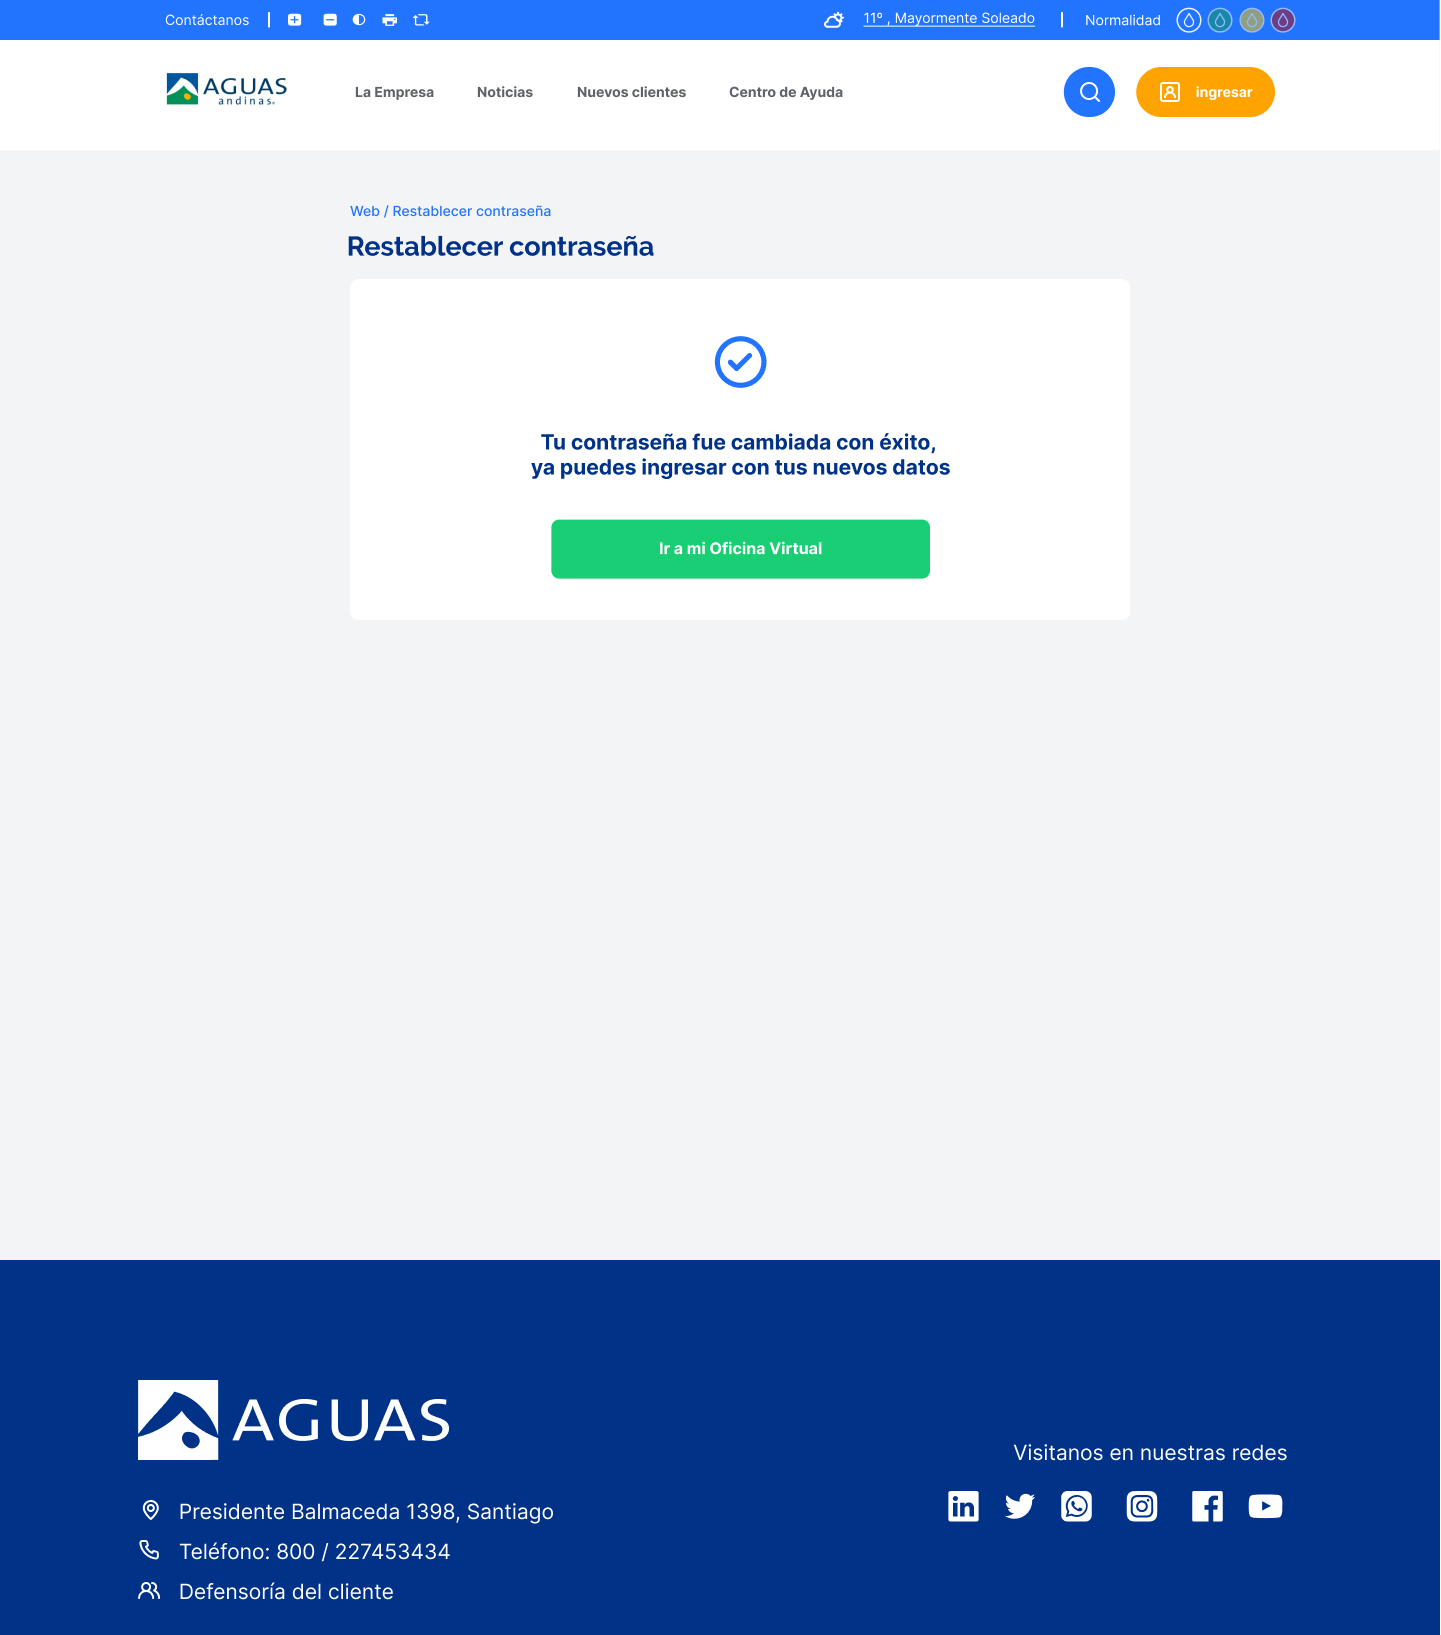 Contáctanos
11º , Mayormente Soleado
Normalidad
AGUAS
andinas
La Empresa
Noticias
Nuevos clientes
Centro de Ayuda
ingresar
Web / Restablecer contraseña
Restablecer contraseña
Tu contraseña fue cambiada con éxito,
ya puedes ingresar con tus nuevos datos
Ir a mi Oficina Virtual
AGUAS
Presidente Balmaceda 1398, Santiago
Teléfono: 800 / 227453434
Defensoría del cliente
Visitanos en nuestras redes